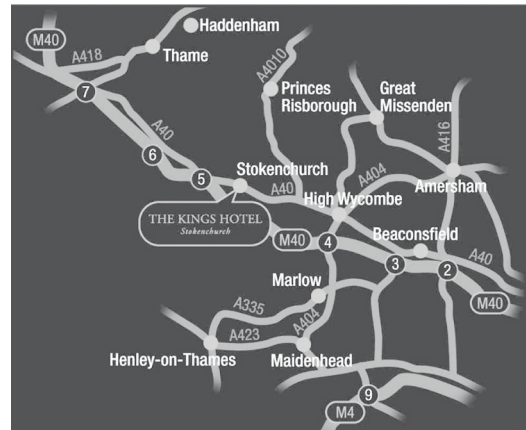 Haddenham
M40
A418
Thame
A4010
7
Princes
Risborough
Great
Missenden
A416
A40
6
5
Stokenchurch
A40
A404
Amersham
High Wycombe
THE KINGS HOTEL
Stokenchurch
M40
4
Beaconsfield
3
2
A40
M40
Marlow
A335
A404
A423
Henley-on-Thames
Maidenhead
9
M4